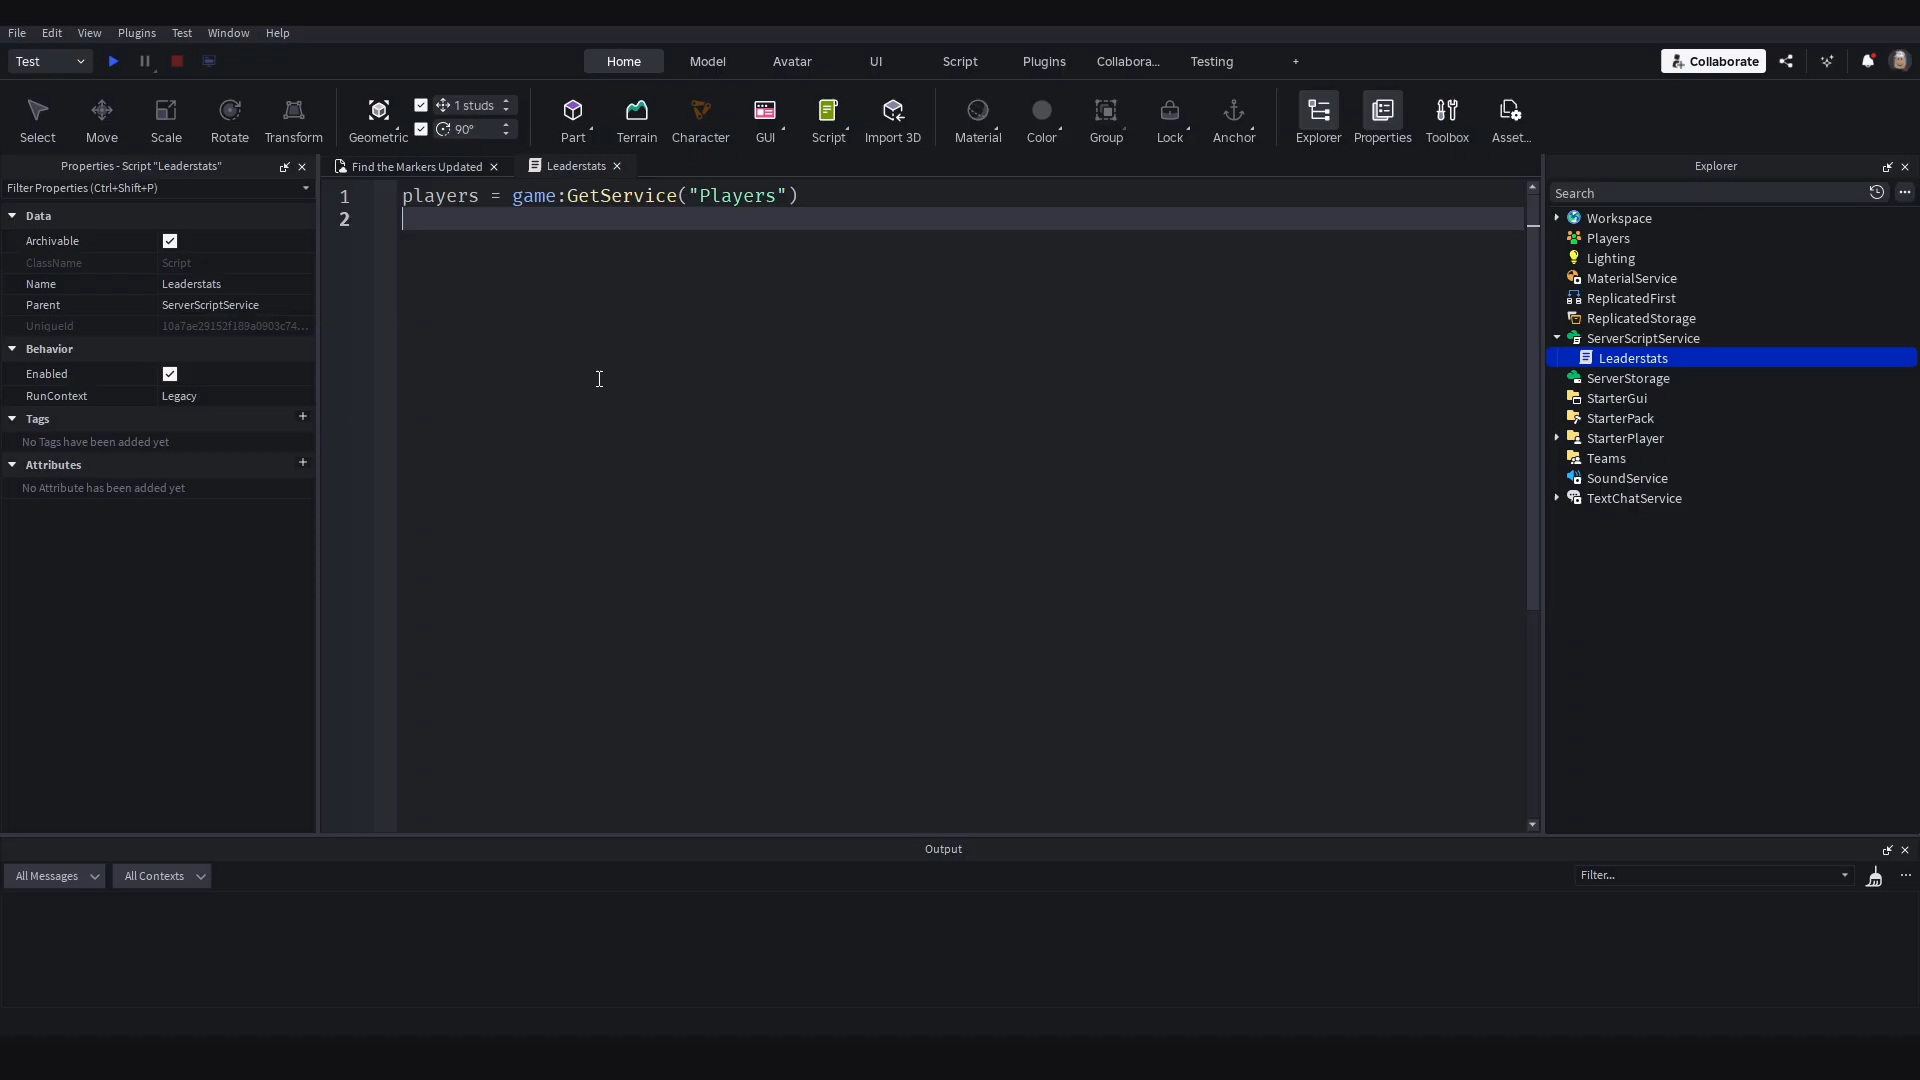 File Edit View Plugins Test Window Help
Test
Home Model Avatar UI Script Plugins Collabora... Testing +
Collaborate
Select Move Scale Rotate Transform
Geometric
1 studs
90°
Part Terrain Character GUI Script Import 3D
Material Color Group Lock Anchor
Explorer Properties Toolbox Asset...
Properties - Script "Leaderstats"
Filter Properties (Ctrl+Shift+P)
Data
Archivable
ClassName Script
Name Leaderstats
Parent ServerScriptService
UniqueId 10a7ae29152f189a0903c74...
Behavior
Enabled
RunContext Legacy
Tags +
No Tags have been added yet
Attributes +
No Attribute has been added yet
Find the Markers Updated
Leaderstats
1 players = game:GetService("Players")
2
Explorer
Search
Workspace
Players
Lighting
MaterialService
ReplicatedFirst
ReplicatedStorage
ServerScriptService
Leaderstats
ServerStorage
StarterGui
StarterPack
StarterPlayer
Teams
SoundService
TextChatService
Output
All Messages All Contexts
Filter...